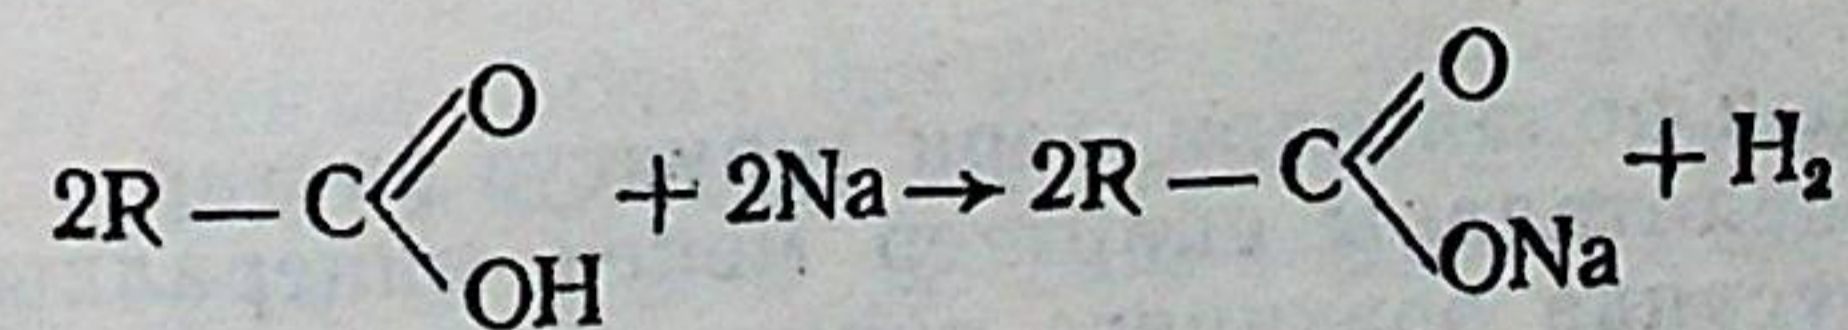 O O
2R — C + 2Na → 2R — C + H₂
OH ONa